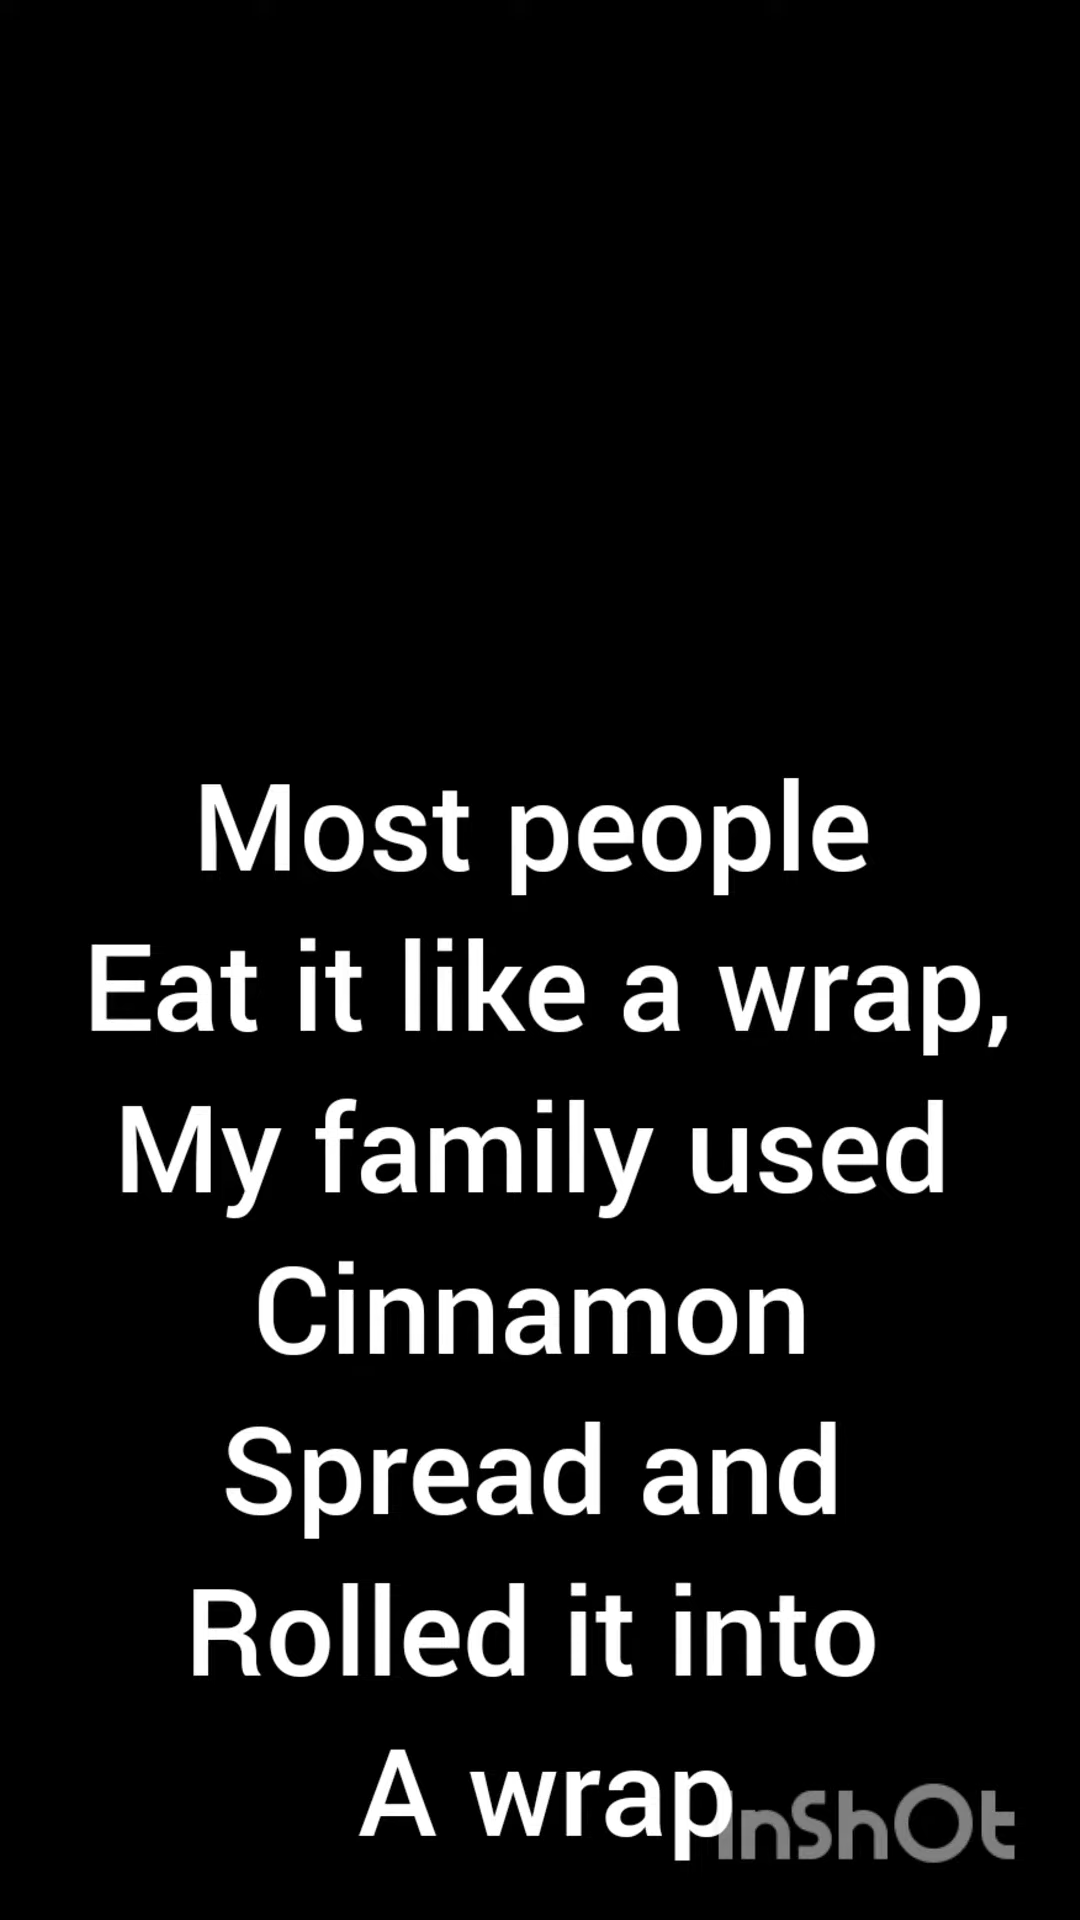 Most people
Eat it like a wrap,
My family used
Cinnamon
Spread and
Rolled it into
A wrap
InShOt